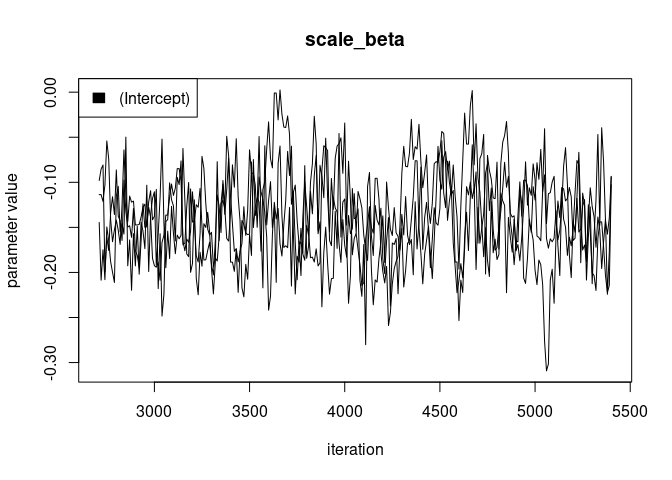 scale_beta
(Intercept)
0.00
-0.10
-0.20
-0.30
parameter value
3000 3500 4000 4500 5000 5500
iteration